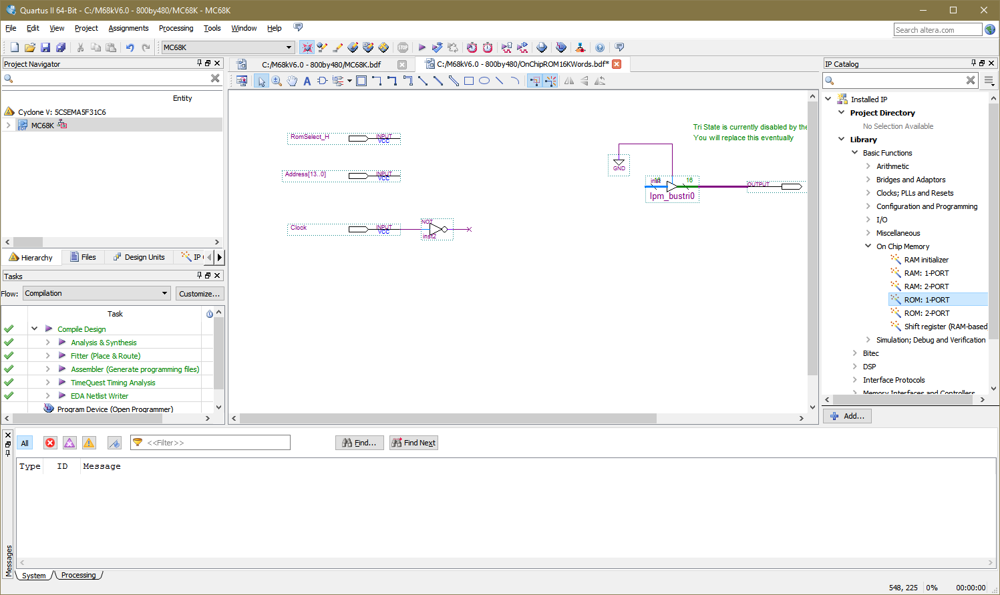 Quartus II 64-Bit - C:/M68kV6.0 - 800by480/MC68K - MC68K
File Edit View Project Assignments Processing Tools Window Help
Search altera.com
MC68K
Project Navigator
Entity
Cyclone V: 5CSEMA5F31C6
MC68K
Hierarchy Files Design Units IP
Tasks
Flow: Compilation Customize...
Task
Compile Design
Analysis & Synthesis
Fitter (Place & Route)
Assembler (Generate programming files)
TimeQuest Timing Analysis
EDA Netlist Writer
Program Device (Open Programmer)
C:/M68kV6.0 - 800by480/MC68K.bdf
C:/M68kV6.0 - 800by480/OnChipROM16KWords.bdf*
RomSelect_H INPUT
VCC
Address[13..0] INPUT
VCC
Clock INPUT
VCC
NOT
inst2
Tri State is currently disabled by the
You will replace this eventually
GND
inst 16 16
lpm_bustri0
OUTPUT
IP Catalog
Installed IP
Project Directory
No Selection Available
Library
Basic Functions
Arithmetic
Bridges and Adaptors
Clocks; PLLs and Resets
Configuration and Programming
I/O
Miscellaneous
On Chip Memory
RAM initializer
RAM: 1-PORT
RAM: 2-PORT
ROM: 1-PORT
ROM: 2-PORT
Shift register (RAM-based
Simulation; Debug and Verification
Bitec
DSP
Interface Protocols
Memory Interfaces and Controllers
Add...
All <<Filter>> Find... Find Next
Type ID Message
Messages
System Processing
548, 225 0% 00:00:00